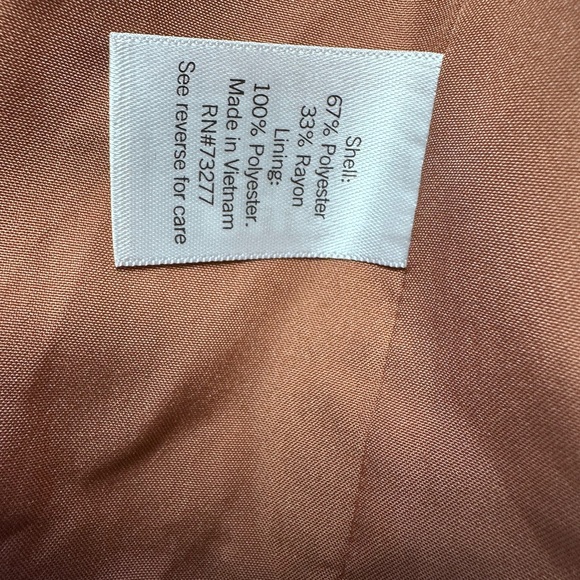 Shell:
67% Polyester
33% Rayon
Lining:
100% Polyester.
Made in Vietnam
RN#73277
See reverse for care